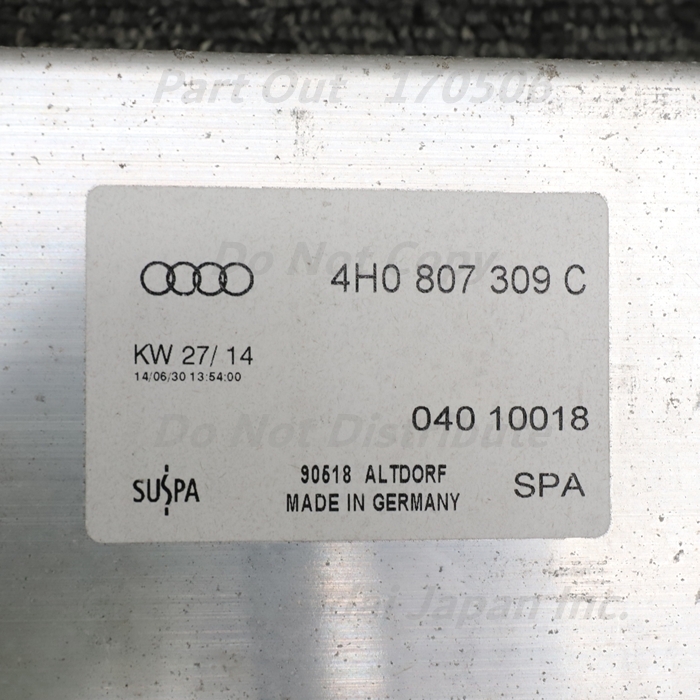 Part Out 170506
Do Not Copy
4H0 807 309 C
KW 27/ 14
14/06/30 13:54:00
040 10018
Do Not Distribute
SUSPA
90518 ALTDORF
MADE IN GERMANY
SPA
Japan Inc.